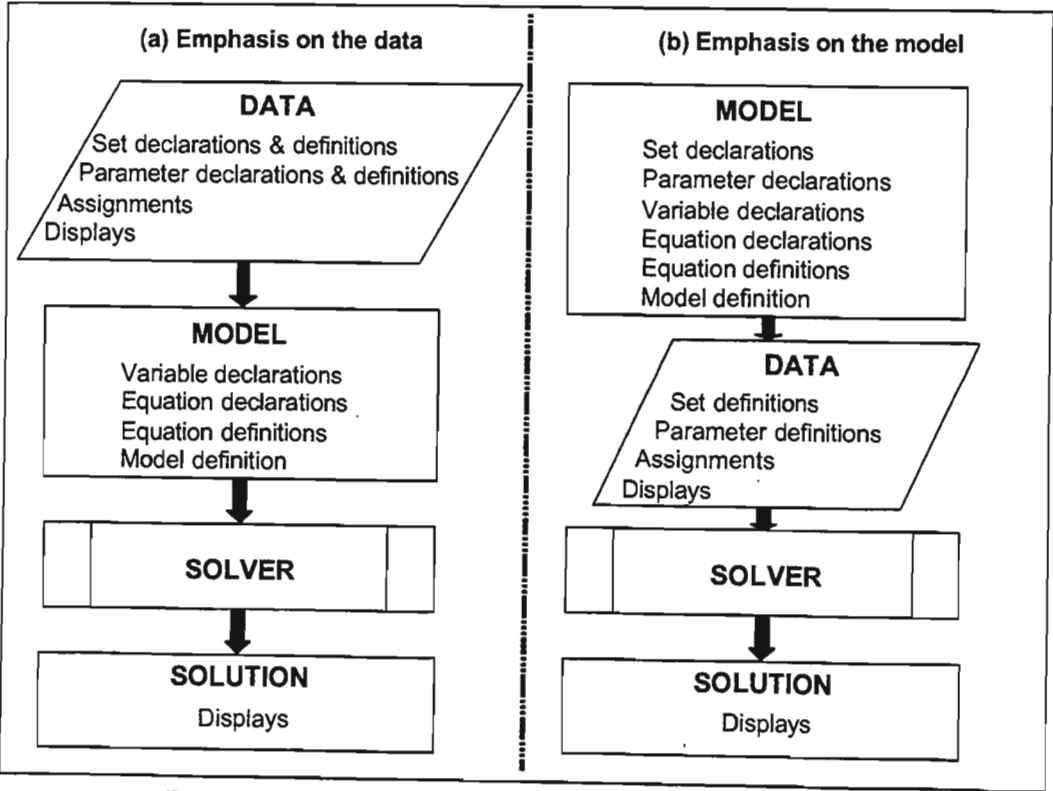 (a) Emphasis on the data
DATA
Set declarations & definitions
Parameter declarations & definitions
Assignments
Displays
MODEL
Variable declarations
Equation declarations
Equation definitions
Model definition
SOLVER
SOLUTION
Displays
(b) Emphasis on the model
MODEL
Set declarations
Parameter declarations
Variable declarations
Equation declarations
Equation definitions
Model definition
DATA
Set definitions
Parameter definitions
Assignments
Displays
SOLVER
SOLUTION
Displays